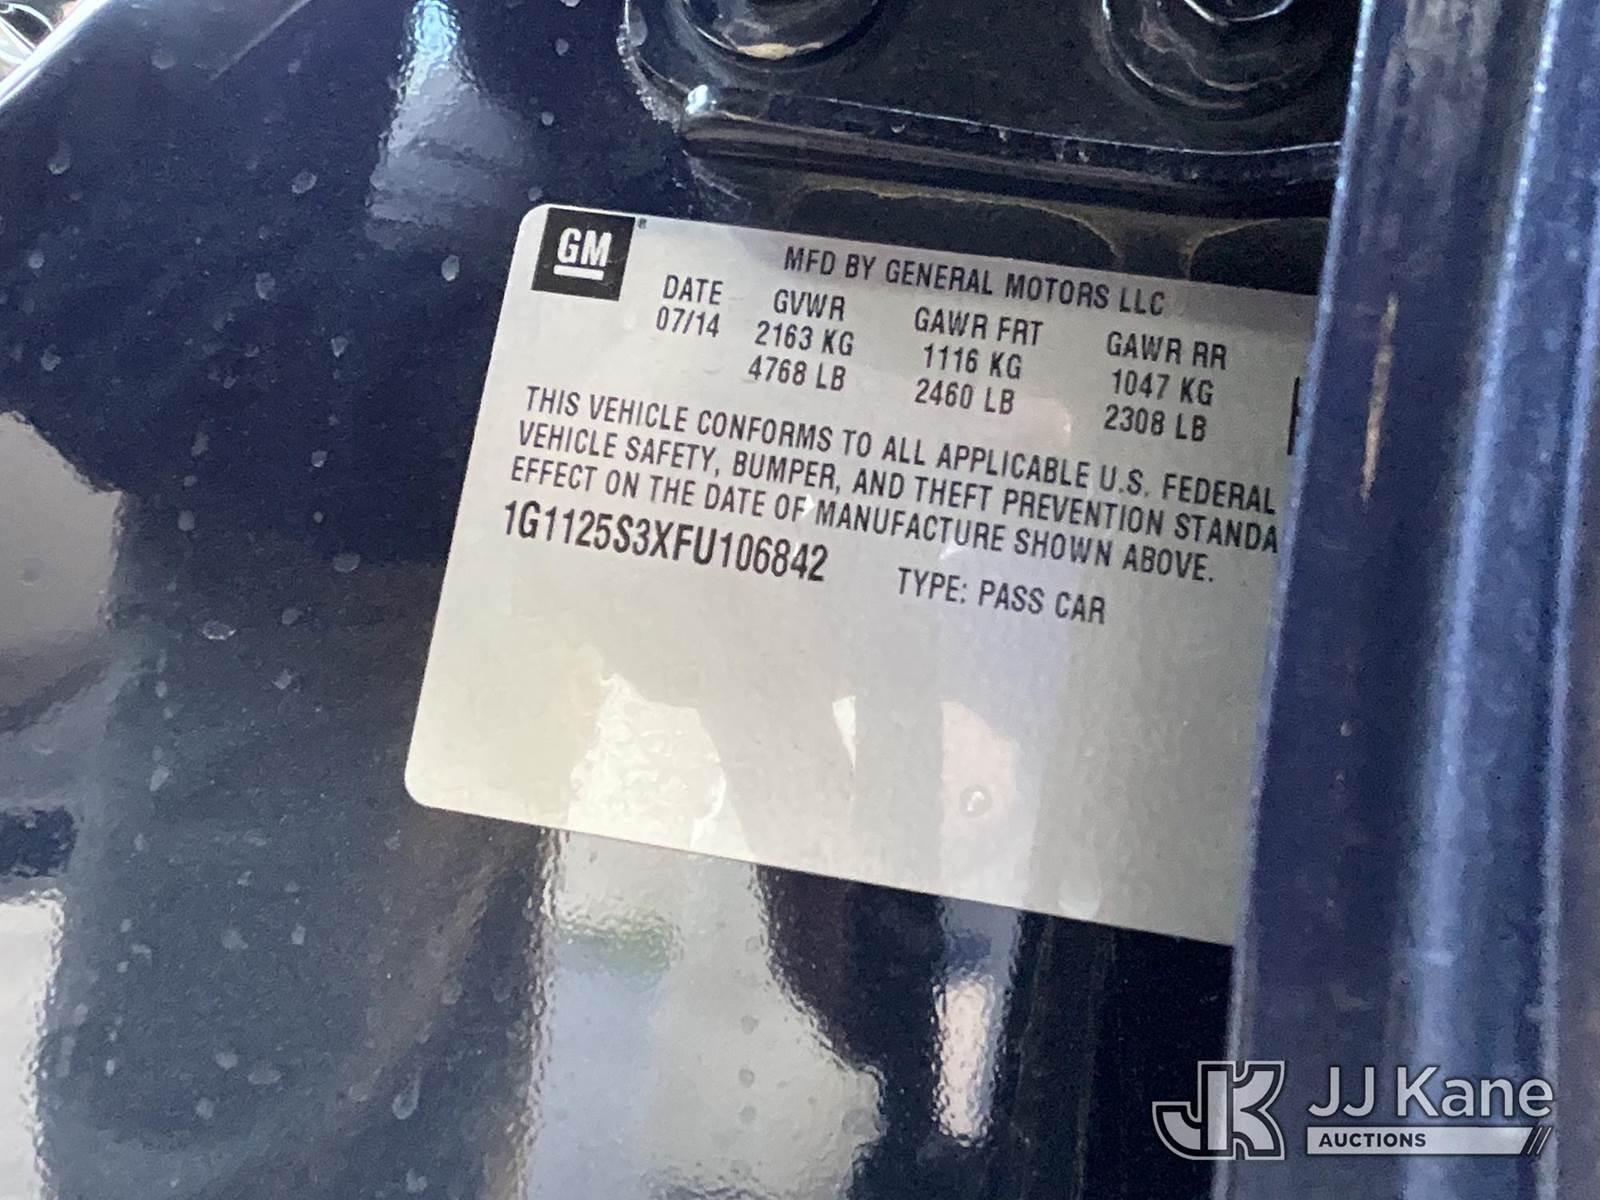 GM
MFD BY GENERAL MOTORS LLC
DATE GVWR GAWR FRT GAWR RR
07/14 2163 KG 1116 KG 1047 KG
4768 LB 2460 LB 2308 LB
THIS VEHICLE CONFORMS TO ALL APPLICABLE U.S. FEDERAL
VEHICLE SAFETY, BUMPER, AND THEFT PREVENTION STANDA
EFFECT ON THE DATE OF MANUFACTURE SHOWN ABOVE.
1G1125S3XFU106842 TYPE: PASS CAR
JK JJ Kane
AUCTIONS